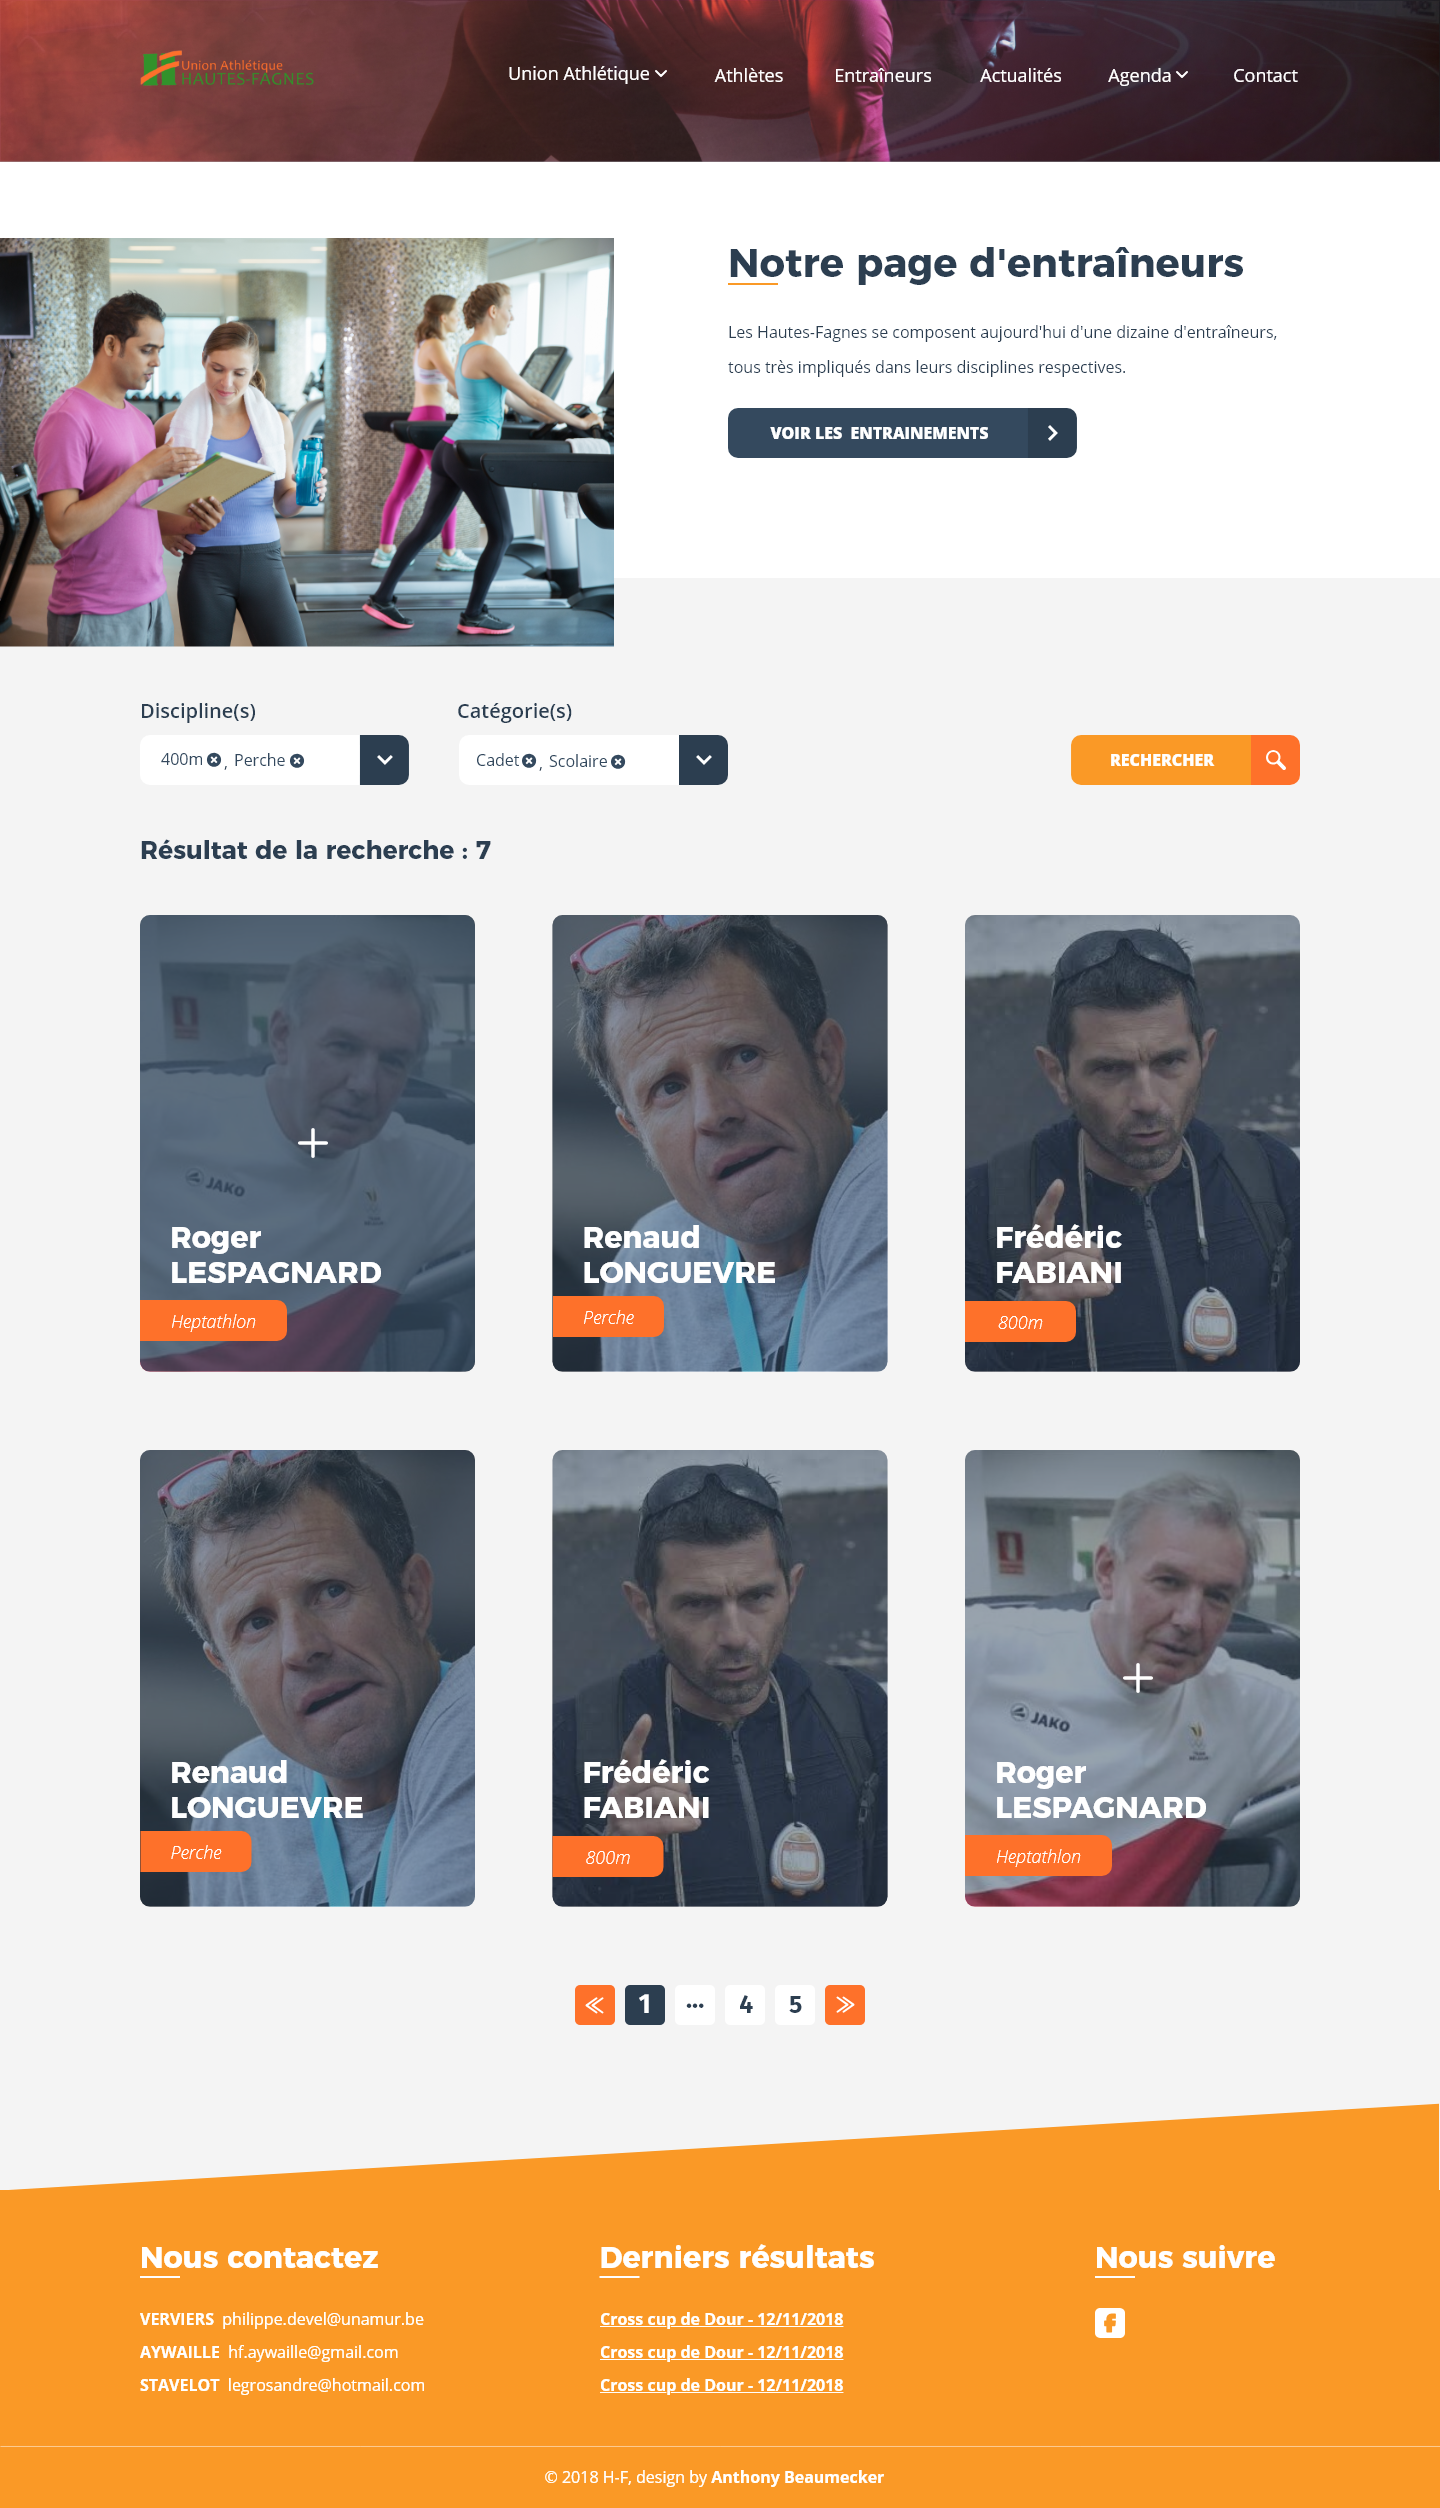 Union Athlétique
HAUTES-FAGNES
Union Athlétique
Athlètes
Entraîneurs
Actualités
Agenda
Contact
Notre page d'entraîneurs
Les Hautes-Fagnes se composent aujourd'hui d'une dizaine d'entraîneurs,
tous très impliqués dans leurs disciplines respectives.
VOIR LES ENTRAINEMENTS
Discipline(s)
Catégorie(s)
400m , Perche
Cadet , Scolaire
RECHERCHER
Résultat de la recherche : 7
JAKO
Roger
LESPAGNARD
Heptathlon
Renaud
LONGUEVRE
Perche
Frédéric
FABIANI
800m
Renaud
LONGUEVRE
Perche
Frédéric
FABIANI
800m
JAKO
Roger
LESPAGNARD
Heptathlon
1
...
4
5
Nous contactez
VERVIERS philippe.devel@unamur.be
AYWAILLE hf.aywaille@gmail.com
STAVELOT legrosandre@hotmail.com
Derniers résultats
Cross cup de Dour - 12/11/2018
Cross cup de Dour - 12/11/2018
Cross cup de Dour - 12/11/2018
Nous suivre
© 2018 H-F, design by Anthony Beaumecker